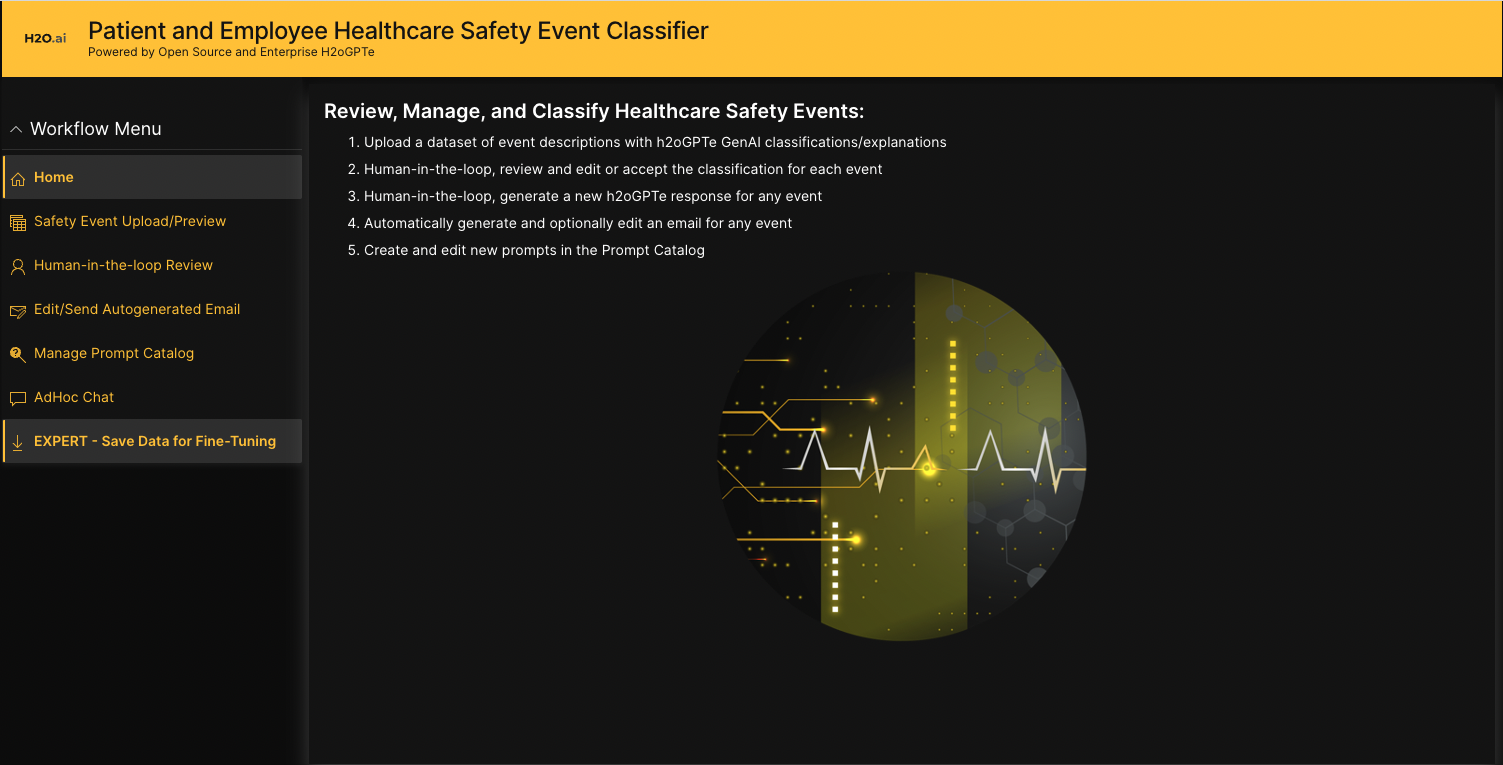 H2O.ai
Patient and Employee Healthcare Safety Event Classifier
Powered by Open Source and Enterprise H2oGPTe
Workflow Menu
Home
Safety Event Upload/Preview
Human-in-the-loop Review
Edit/Send Autogenerated Email
Manage Prompt Catalog
AdHoc Chat
EXPERT - Save Data for Fine-Tuning
Review, Manage, and Classify Healthcare Safety Events:
1. Upload a dataset of event descriptions with h2oGPTe GenAI classifications/explanations
2. Human-in-the-loop, review and edit or accept the classification for each event
3. Human-in-the-loop, generate a new h2oGPTe response for any event
4. Automatically generate and optionally edit an email for any event
5. Create and edit new prompts in the Prompt Catalog